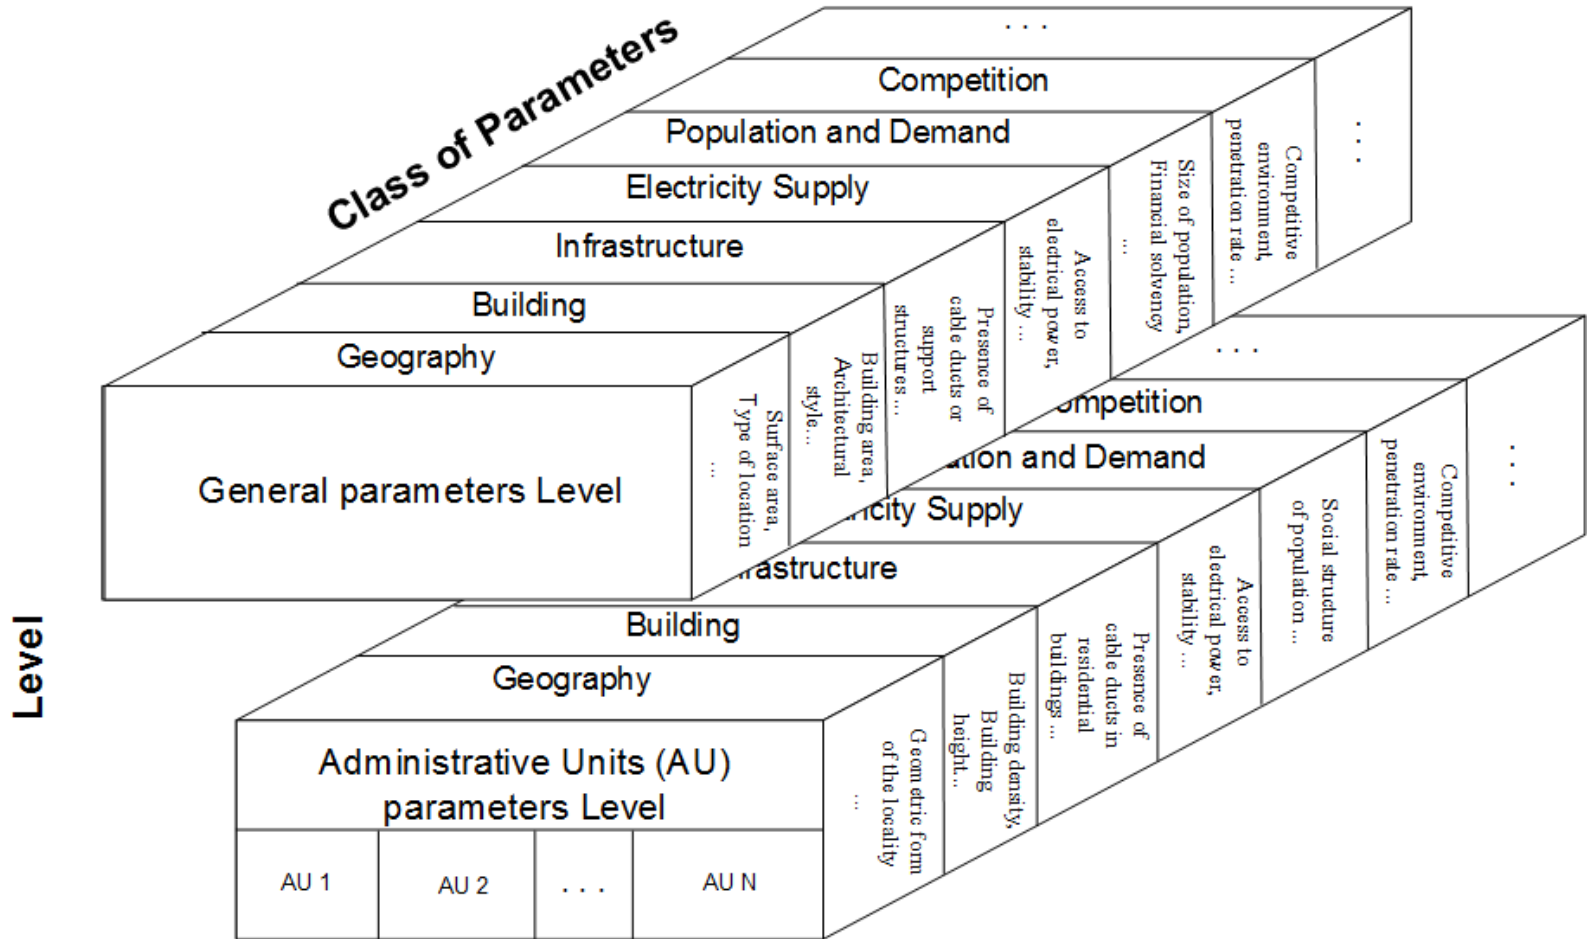 Class of Parameters
Level
. . .
Competition
Population and Demand
Electricity Supply
Infrastructure
Building
Geography
General parameters Level
Surface area,
Type of location
...
Building area,
Architectural
style...
Presence of
cable ducts or
support
structures ...
Access to
electrical power,
stability ...
Size of population,
Financial solvency
...
Competitive
environment,
penetration rate ...
. . .
. . .
ompetition
ation and Demand
ricity Supply
rastructure
Building
Geography
Administrative Units (AU)
parameters Level
AU 1
AU 2
. . .
AU N
Geometric form
of the locality
...
Building density,
Building
height...
Presence of
cable ducts in
residential
buildings ...
Access to
electrical power,
stability ...
Social structure
of population ...
Competitive
environment,
penetration rate ...
. . .